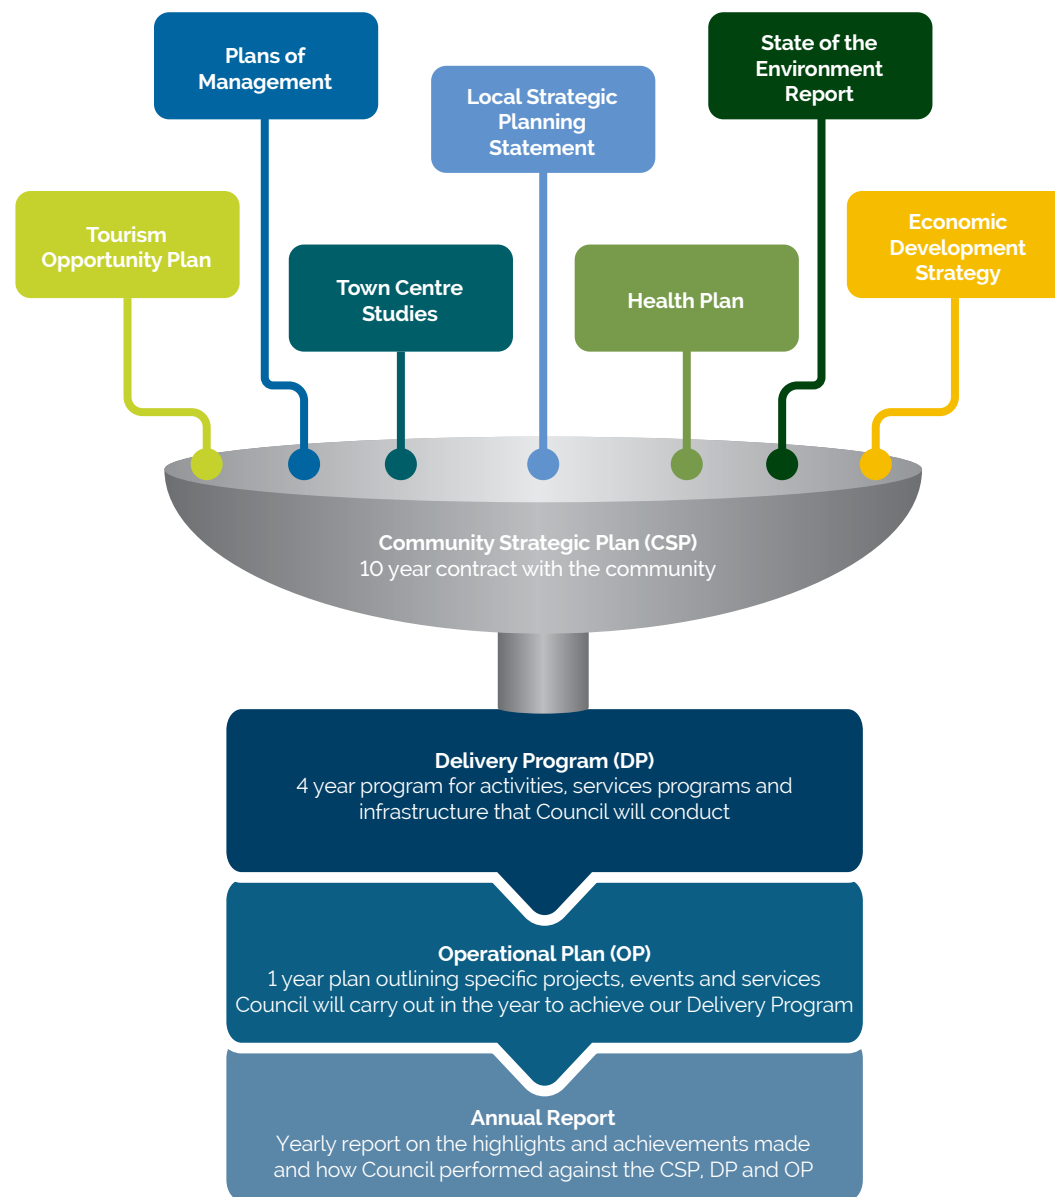 Plans of
Management
State of the
Environment
Report
Local Strategic
Planning
Statement
Tourism
Opportunity Plan
Economic
Development
Strategy
Town Centre
Studies
Health Plan
Community Strategic Plan (CSP)
10 year contract with the community
Delivery Program (DP)
4 year program for activities, services programs and
infrastructure that Council will conduct
Operational Plan (OP)
1 year plan outlining specific projects, events and services
Council will carry out in the year to achieve our Delivery Program
Annual Report
Yearly report on the highlights and achievements made
and how Council performed against the CSP, DP and OP